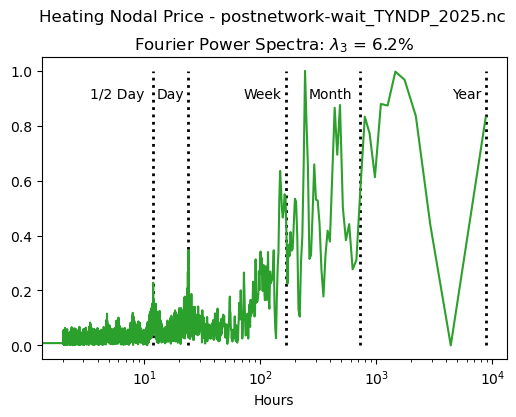 Heating Nodal Price - postnetwork-wait_TYNDP_2025.nc
Fourier Power Spectra: λ₃ = 6.2%
1/2 Day Day Week Month Year
1.0
0.8
0.6
0.4
0.2
0.0
10¹ 10² 10³ 10⁴
Hours